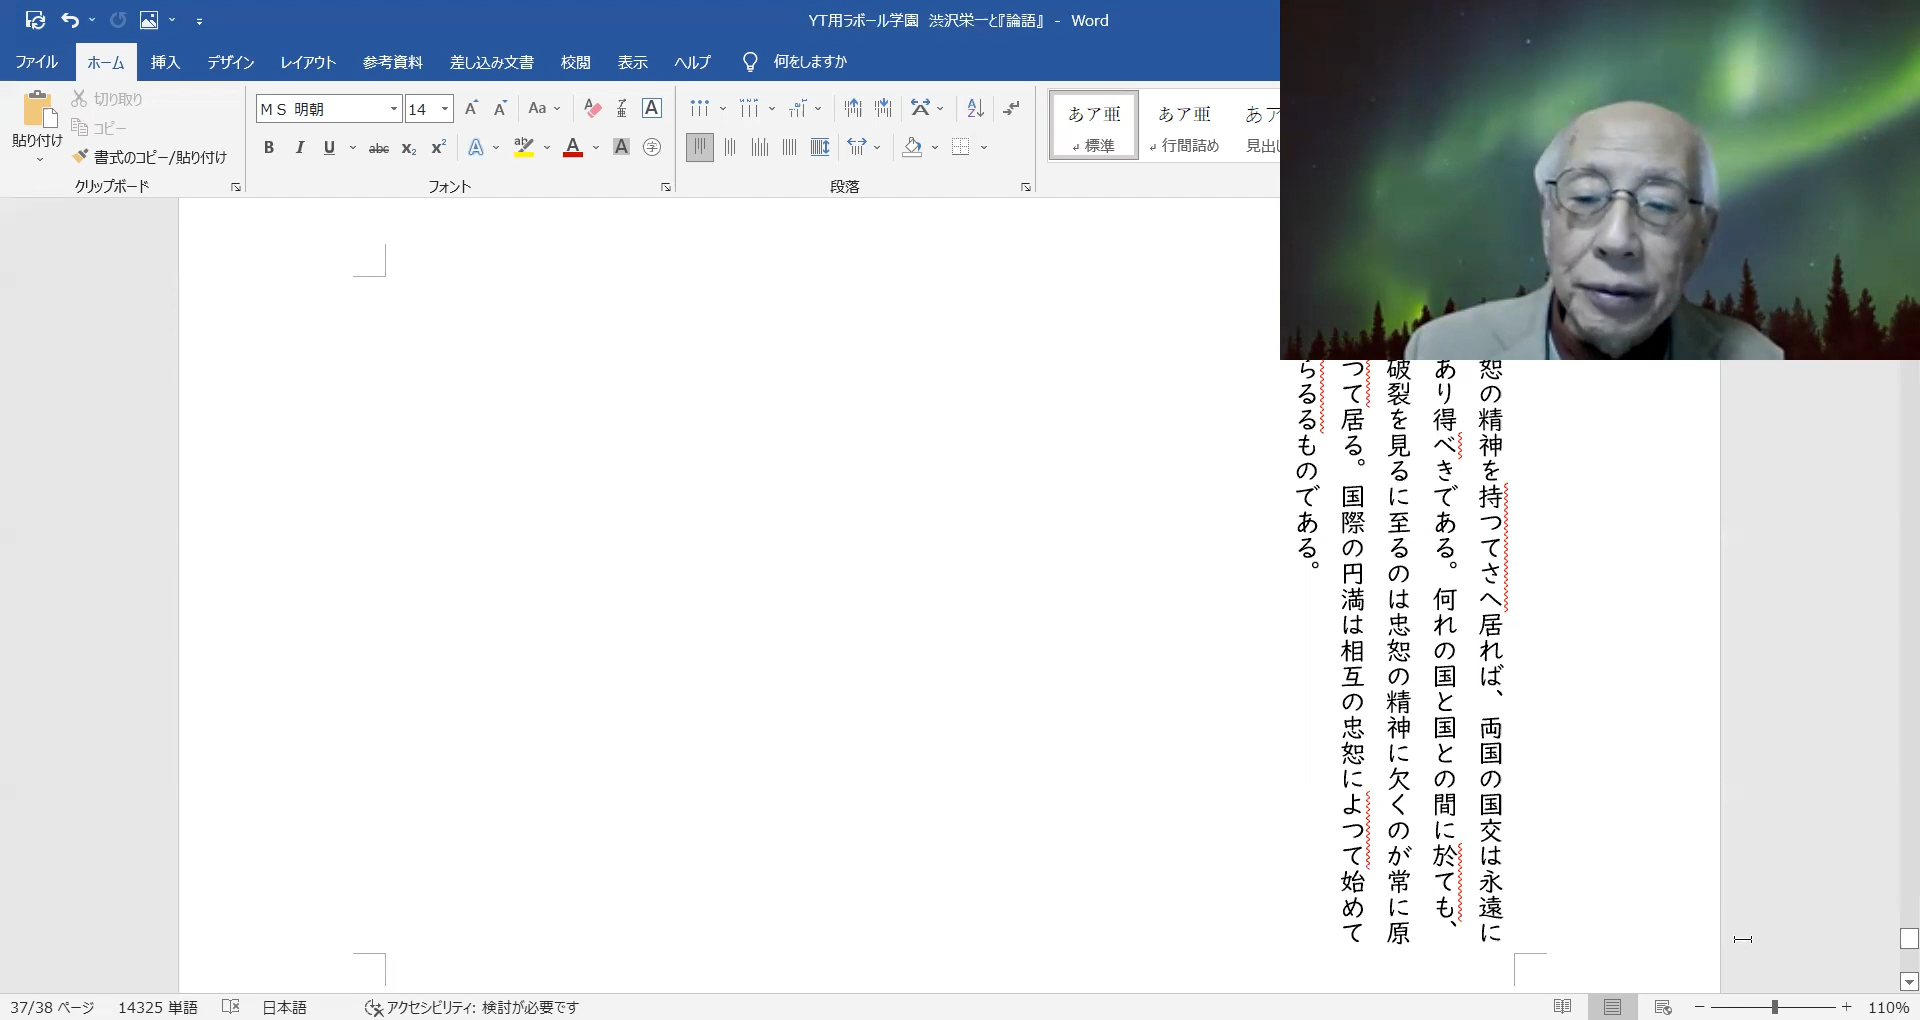 YT用ラボール学園 渋沢栄一と『論語』 - Word
ファイル ホーム 挿入 デザイン レイアウト 参考資料 差し込み文書 校閲 表示 ヘルプ 何をしますか
貼り付け
切り取り
コピー
書式のコピー/貼り付け
クリップボード
ＭＳ 明朝 14
フォント
段落
あア亜 標準
あア亜 行間詰め
あア 見出し
恕の精神を持つてさへ居れば、両国の国交は永遠に
あり得べきである。何れの国と国との間に於ても、
破裂を見るに至るのは忠恕の精神に欠くのが常に原
つて居る。国際の円満は相互の忠恕によつて始めて
らるるものである。
37/38 ページ 14325 単語 日本語 アクセシビリティ: 検討が必要です 110%